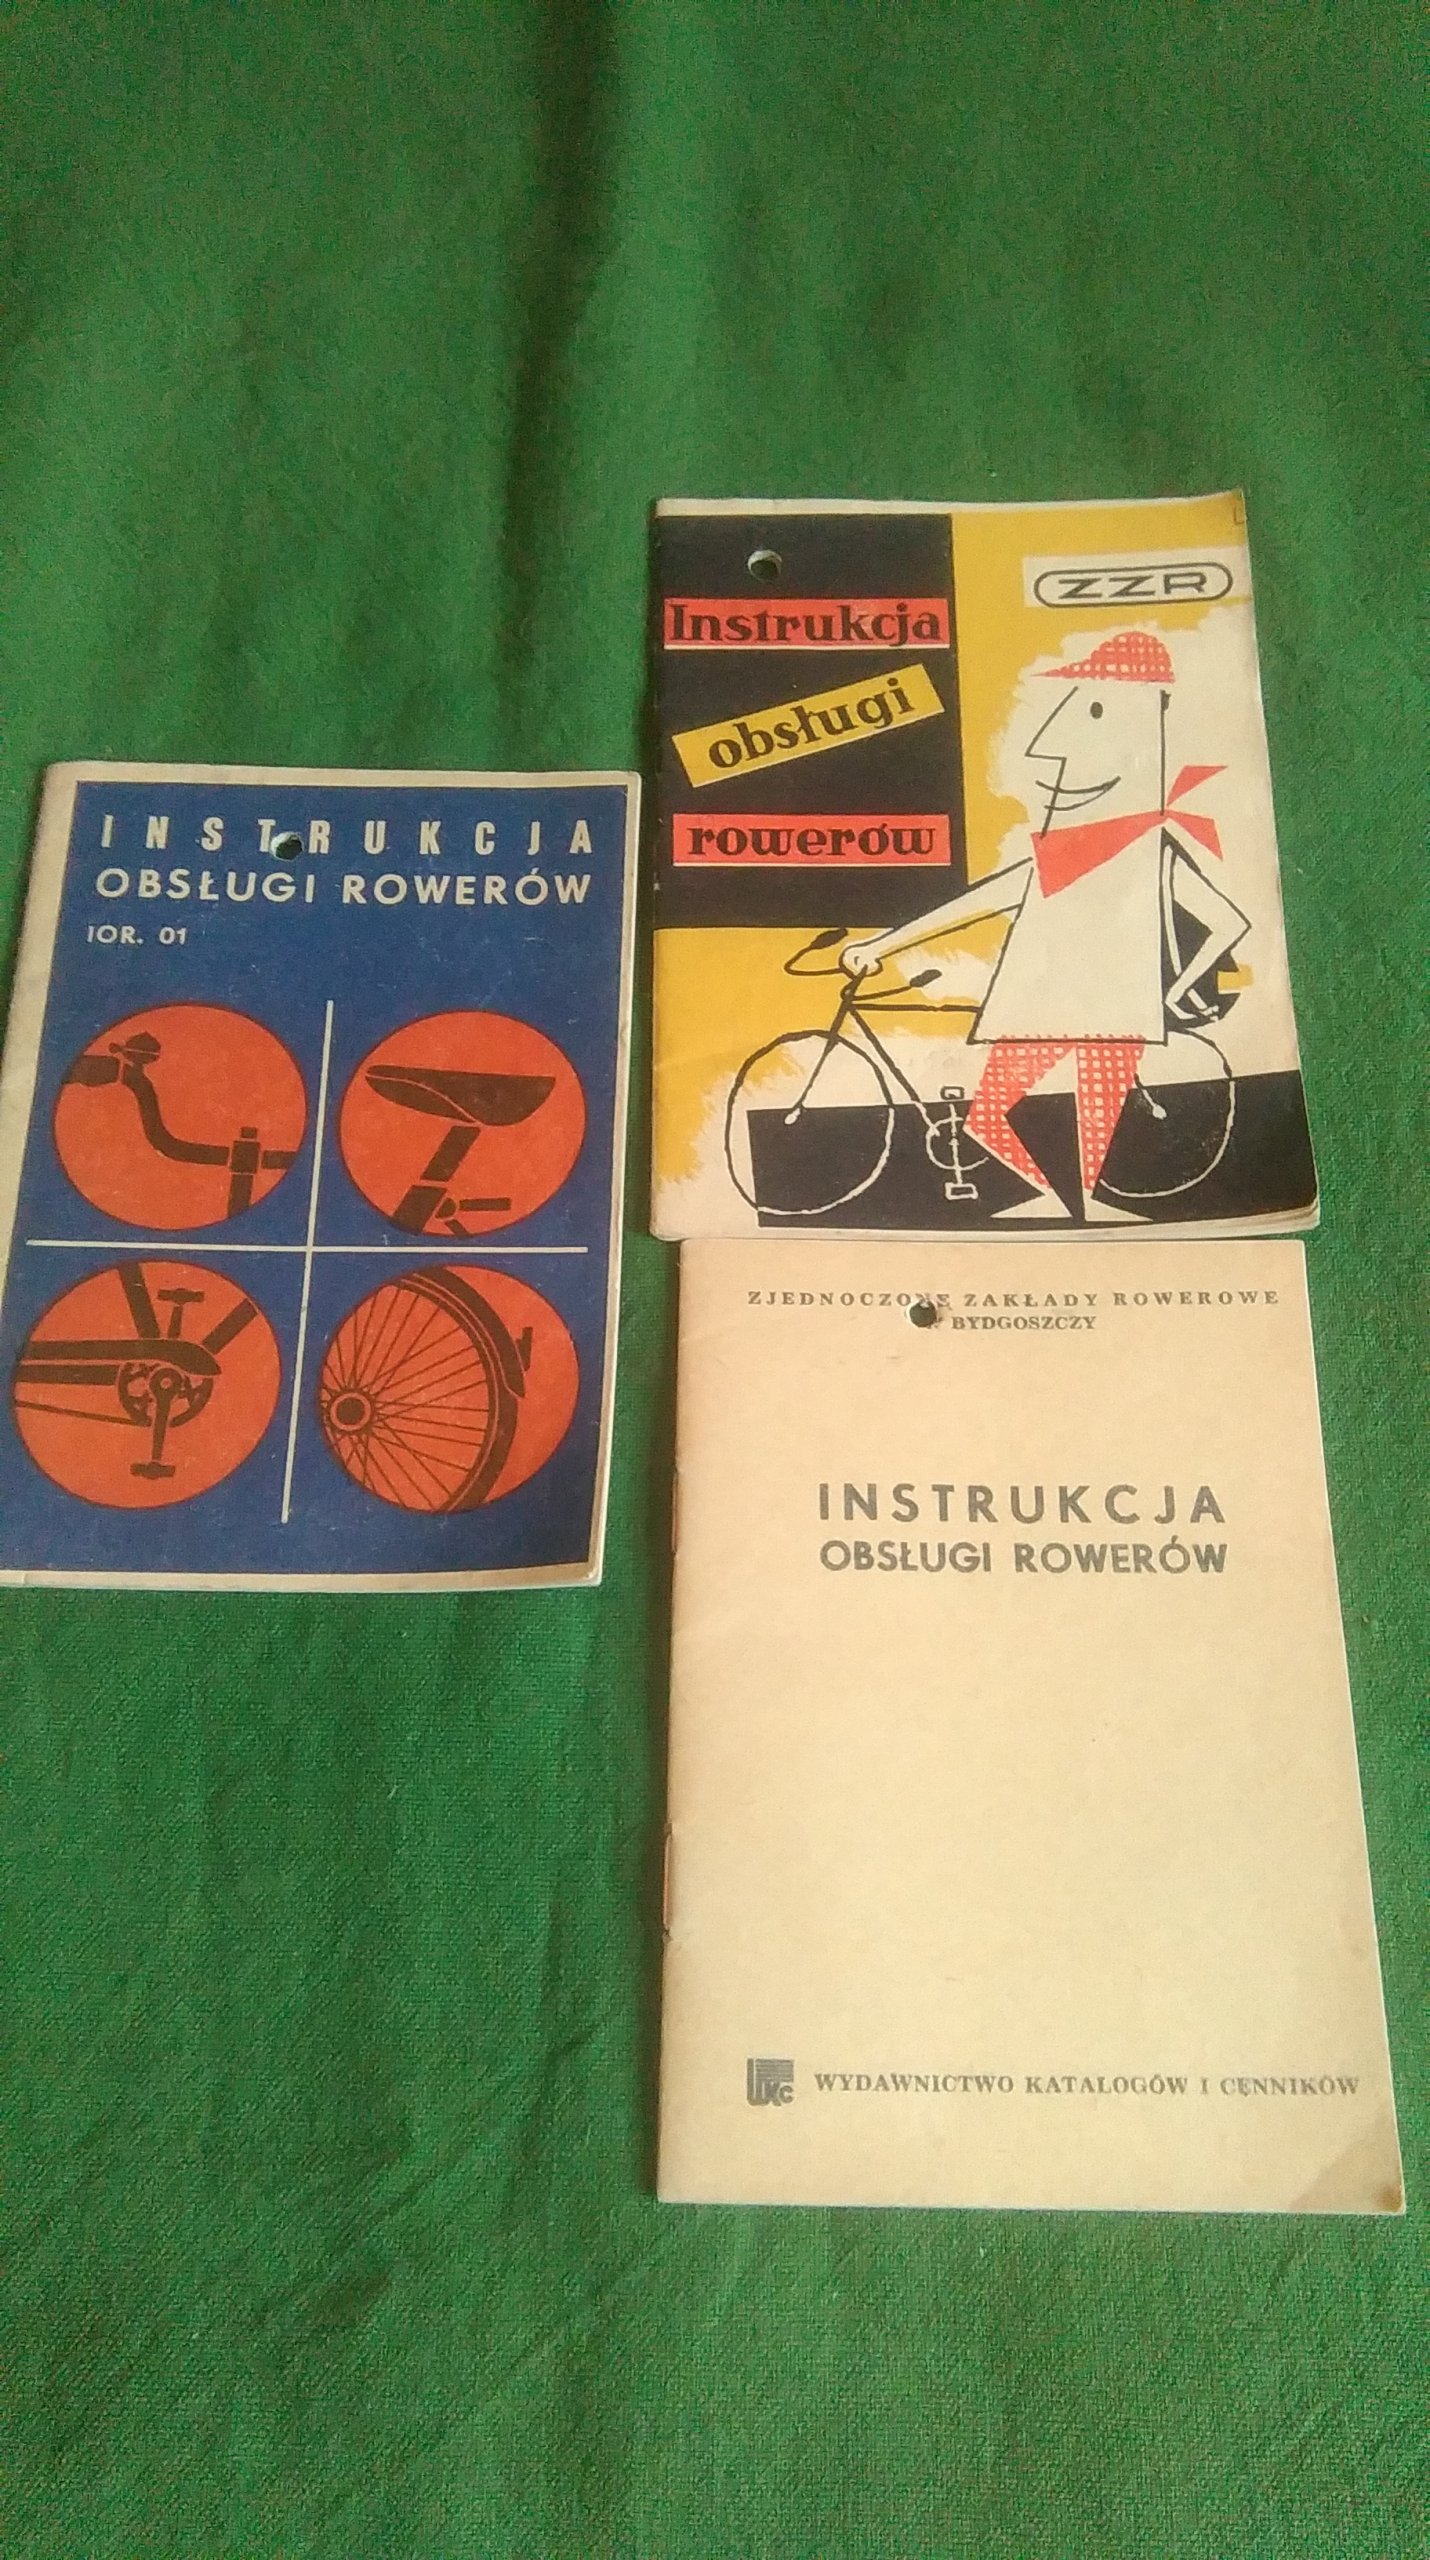 INSTRUKCJA
OBSŁUGI ROWERÓW
IOR. 01
ZZR
Instrukcja
obsługi
rowerów
ZJEDNOCZONE ZAKŁADY ROWEROWE
W BYDGOSZCZY
INSTRUKCJA
OBSŁUGI ROWERÓW
WKC WYDAWNICTWO KATALOGÓW I CENNIKÓW